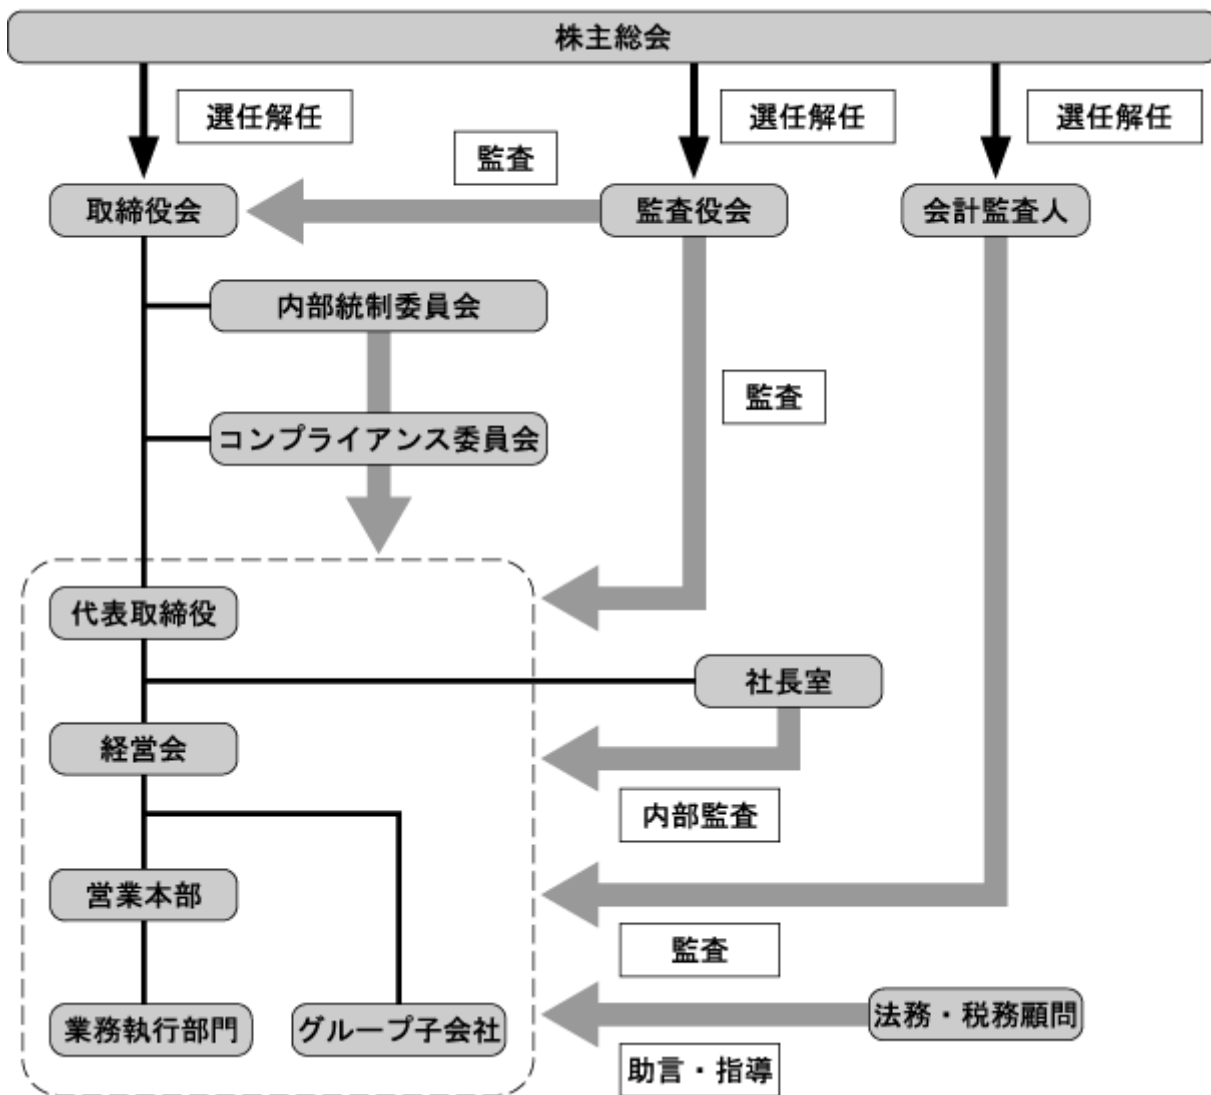 株主総会
選任解任
選任解任
選任解任
監査
取締役会
監査役会
会計監査人
内部統制委員会
監査
コンプライアンス委員会
代表取締役
社長室
経営会
内部監査
営業本部
監査
業務執行部門
グループ子会社
法務・税務顧問
助言・指導